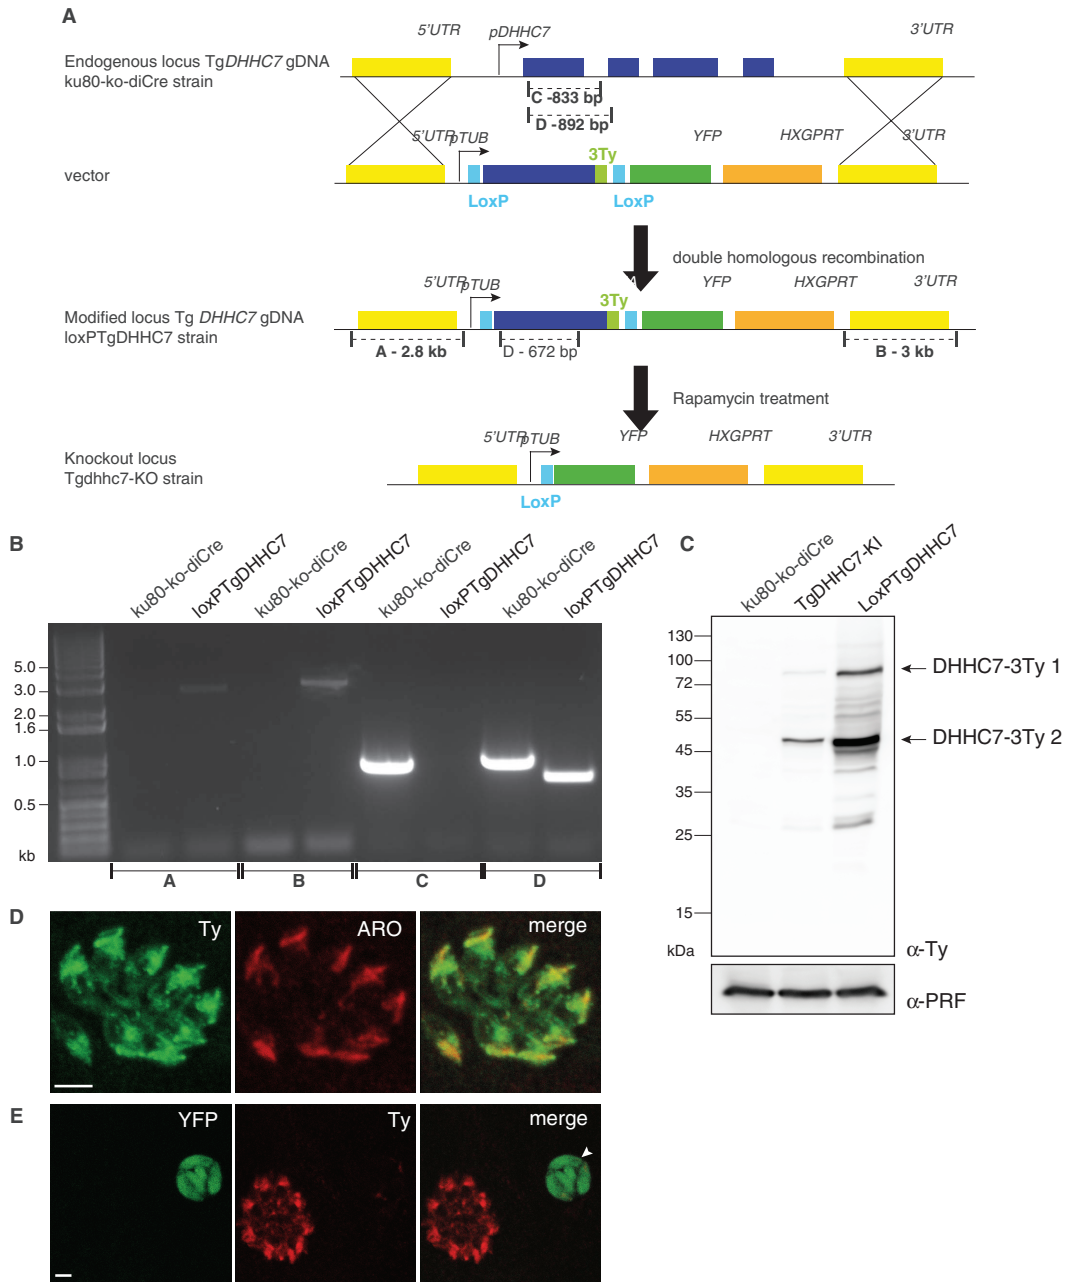 A
5'UTR
pDHHC7
3'UTR
Endogenous locus TgDHHC7 gDNA
ku80-ko-diCre strain
C -833 bp
D -892 bp
5'UTR
pTUB
3Ty
YFP
HXGPRT
3'UTR
vector
LoxP
LoxP
double homologous recombination
5'UTR
pTUB
3Ty
YFP
HXGPRT
3'UTR
Modified locus Tg DHHC7 gDNA
loxPTgDHHC7 strain
A - 2.8 kb
D - 672 bp
B - 3 kb
Rapamycin treatment
5'UTR
pTUB
YFP
HXGPRT
3'UTR
Knockout locus
Tgdhhc7-KO strain
LoxP
B
ku80-ko-diCre
loxPTgDHHC7
ku80-ko-diCre
loxPTgDHHC7
ku80-ko-diCre
loxPTgDHHC7
ku80-ko-diCre
loxPTgDHHC7
5.0
3.0
2.0
1.6
1.0
0.5
kb
A
B
C
D
C
ku80-ko-diCre
TgDHHC7-KI
LoxPTgDHHC7
130
100
72
55
45
35
25
15
kDa
DHHC7-3Ty 1
DHHC7-3Ty 2
α-Ty
α-PRF
D
Ty
ARO
merge
E
YFP
Ty
merge